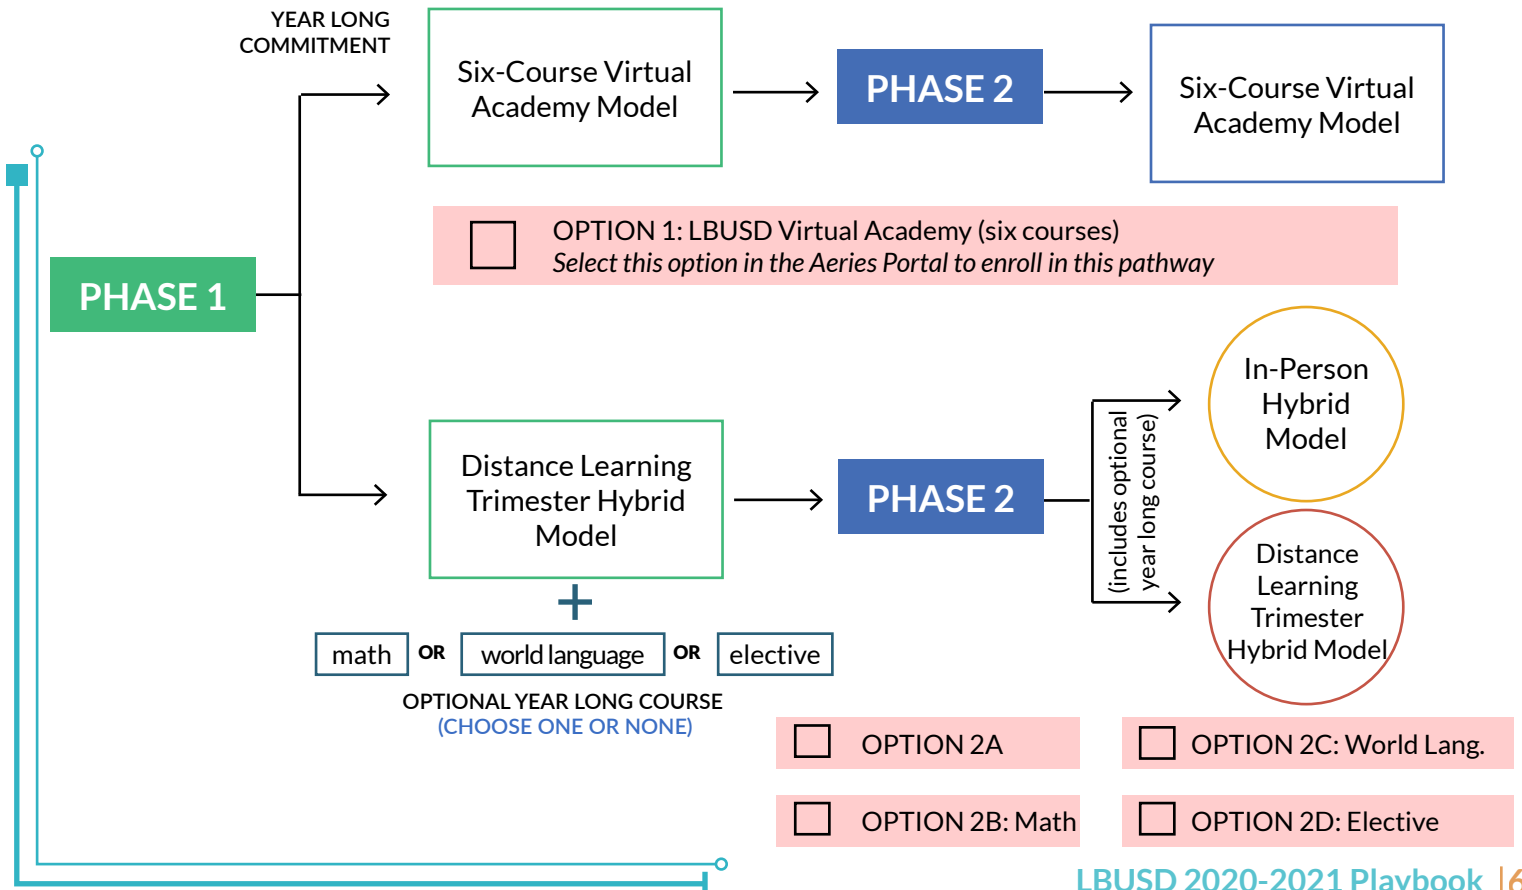 YEAR LONG
COMMITMENT
Six-Course Virtual
Academy Model
PHASE 2
Six-Course Virtual
Academy Model
OPTION 1: LBUSD Virtual Academy (six courses)
Select this option in the Aeries Portal to enroll in this pathway
PHASE 1
Distance Learning
Trimester Hybrid
Model
PHASE 2
(includes optional
year long course)
In-Person
Hybrid
Model
Distance
Learning
Trimester
Hybrid Model
+
math OR world language OR elective
OPTIONAL YEAR LONG COURSE
(CHOOSE ONE OR NONE)
OPTION 2A
OPTION 2C: World Lang.
OPTION 2B: Math
OPTION 2D: Elective
LBUSD 2020-2021 Playbook |6